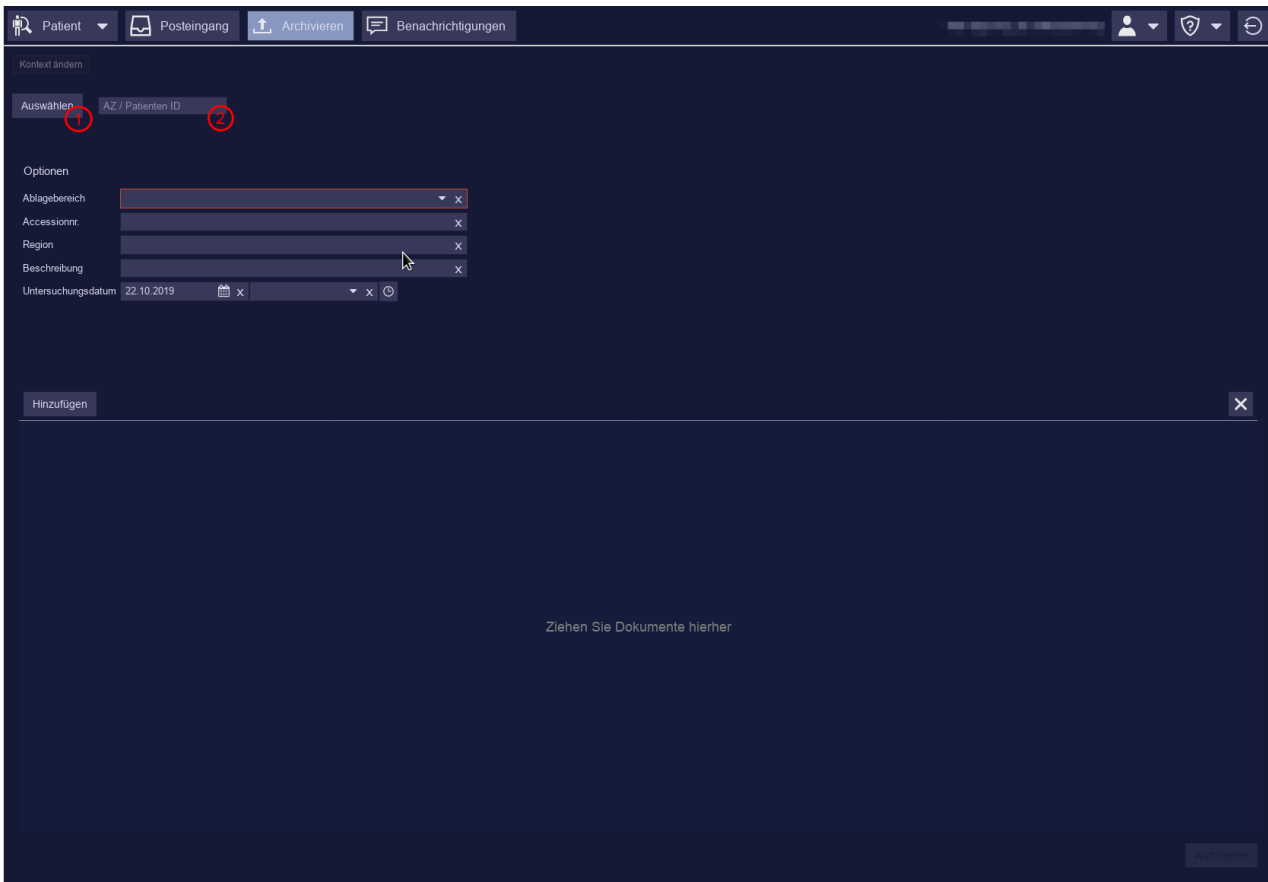 Patient Posteingang Archivieren Benachrichtigungen
Kontext ändern
Auswählen AZ / Patienten ID
1 2
Optionen
Ablagebereich x
Accessionnr. x
Region x
Beschreibung x
Untersuchungsdatum 22.10.2019 x x
Hinzufügen
Ziehen Sie Dokumente hierher
Archivieren